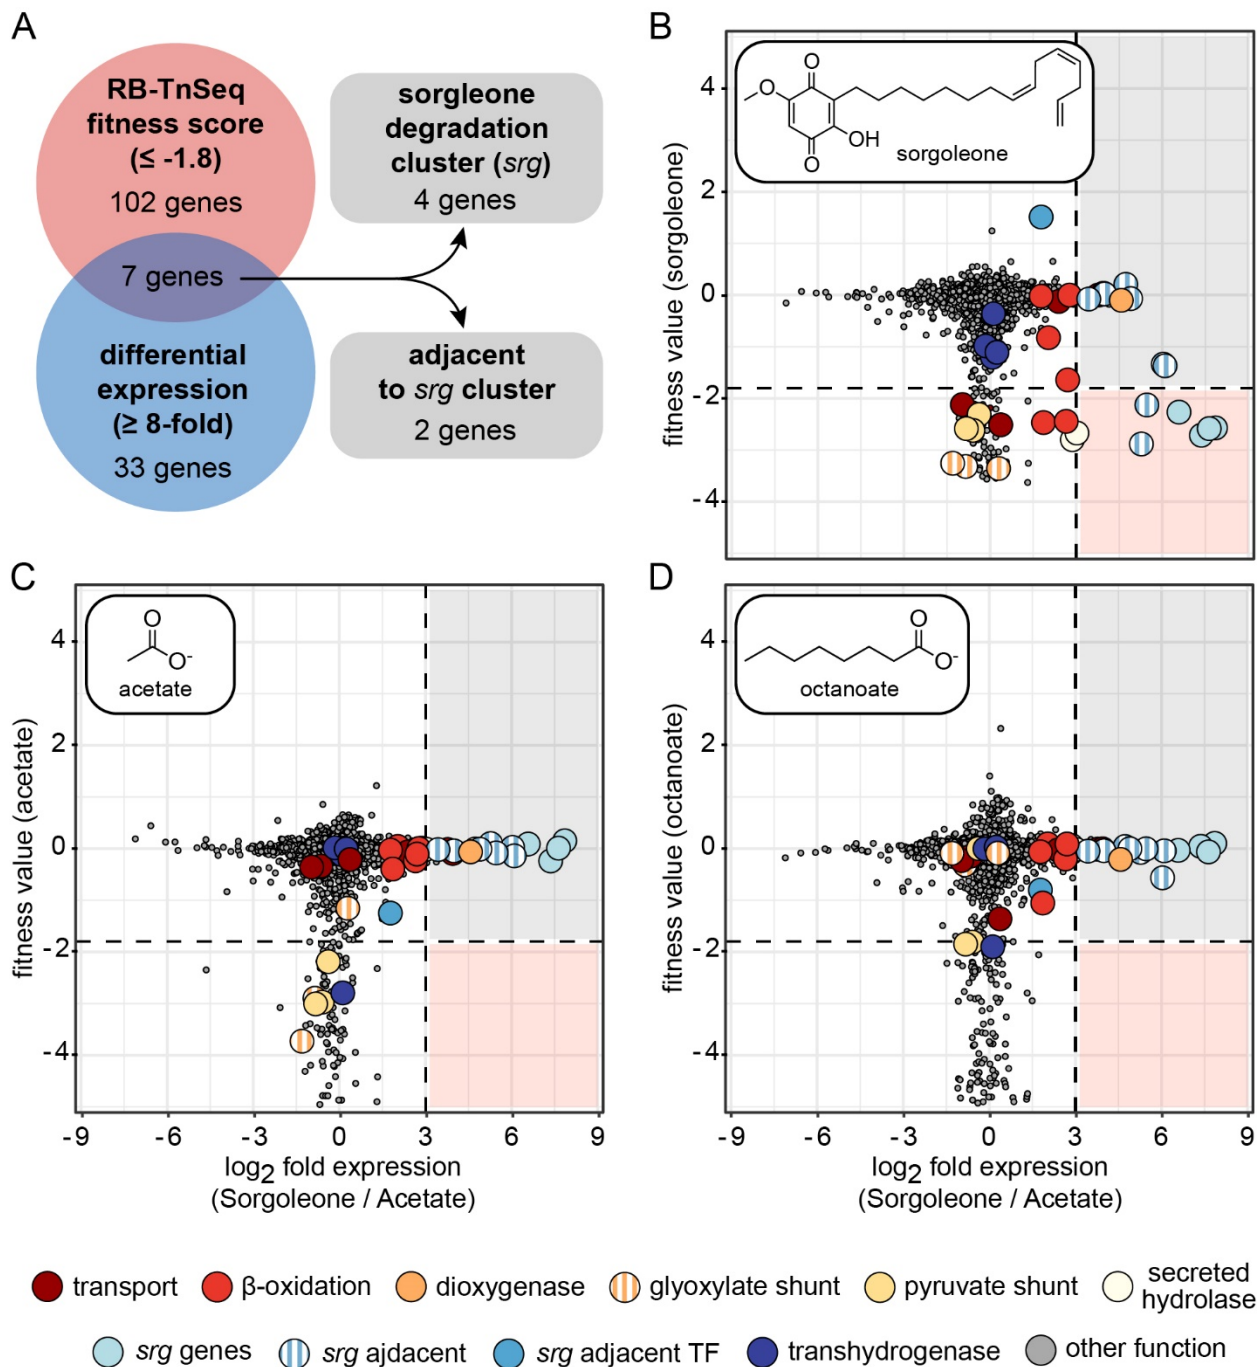 A
RB-TnSeq
fitness score
(≤ -1.8)
102 genes
7 genes
differential
expression
(≥ 8-fold)
33 genes
sorgleone
degradation
cluster (srg)
4 genes
adjacent
to srg cluster
2 genes
B
fitness value (sorgoleone)
4
2
0
-2
-4
O
O
OH
O
sorgoleone
C
fitness value (acetate)
4
2
0
-2
-4
O
O-
acetate
-9 -6 -3 0 3 6 9
log2 fold expression
(Sorgoleone / Acetate)
D
fitness value (octanoate)
4
2
0
-2
-4
O
O-
octanoate
-9 -6 -3 0 3 6 9
log2 fold expression
(Sorgoleone / Acetate)
transport β-oxidation dioxygenase glyoxylate shunt pyruvate shunt secreted hydrolase
srg genes srg ajdacent srg adjacent TF transhydrogenase other function